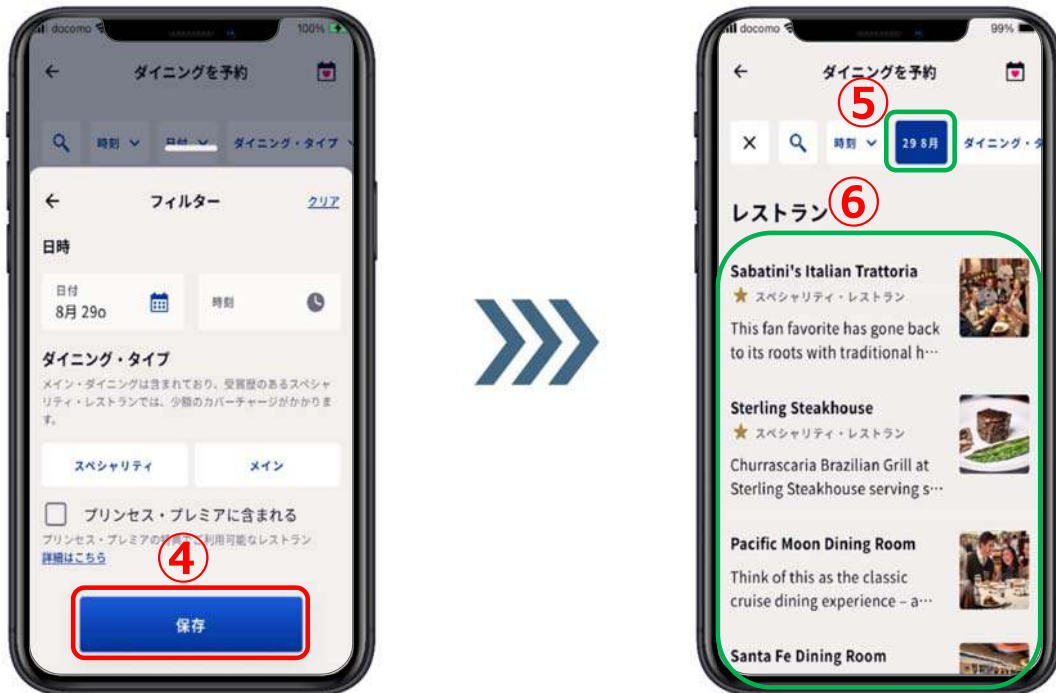 docomo
100%
ダイニングを予約
時刻
日付
ダイニング・タイプ
フィルター
クリア
日時
日付
8月 29o
時刻
ダイニング・タイプ
メイン・ダイニングは含まれており、受賞歴のあるスペシャ
リティ・レストランでは、少額のカバーチャージがかかりま
す。
スペシャリティ
メイン
プリンセス・プレミアに含まれる
プリンセス・プレミアの特典でご利用可能なレストラン
詳細はこちら
④
保存
docomo
99%
ダイニングを予約
⑤
時刻
29 8月
ダイニング・タ
レストラン
⑥
Sabatini's Italian Trattoria
スペシャリティ・レストラン
This fan favorite has gone back
to its roots with traditional h…
Sterling Steakhouse
スペシャリティ・レストラン
Churrascaria Brazilian Grill at
Sterling Steakhouse serving s…
Pacific Moon Dining Room
Think of this as the classic
cruise dining experience – a…
Santa Fe Dining Room